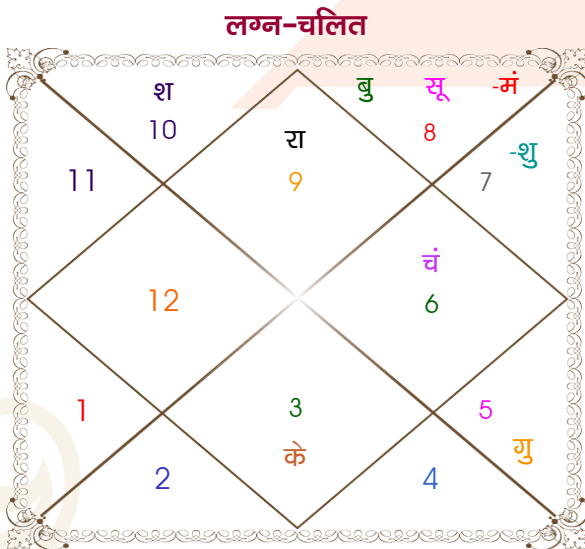 लग्न-चलित
श बु सू -मं
10 रा 8 -शु
11 9 7
चं
12 6
1 3 5
के गु
2 4